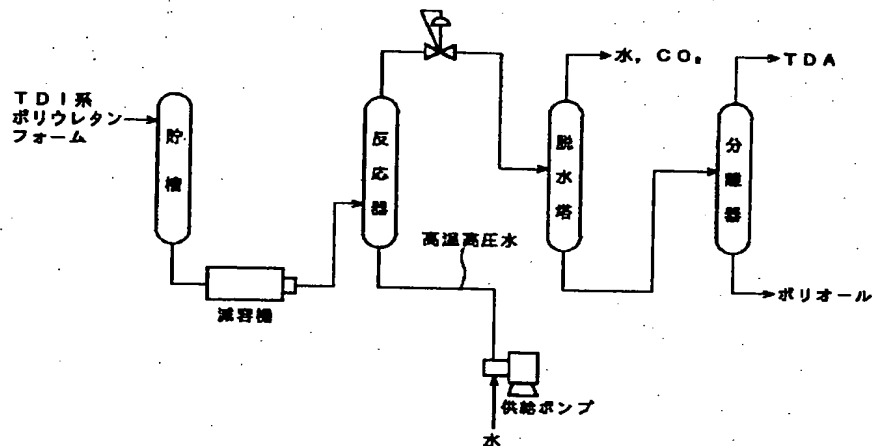 TDI系
ポリウレタン
フォーム
貯槽
減容機
反応器
高温高圧水
供給ポンプ
水
脱水塔
水，CO₂
分離器
TDA
ポリオール